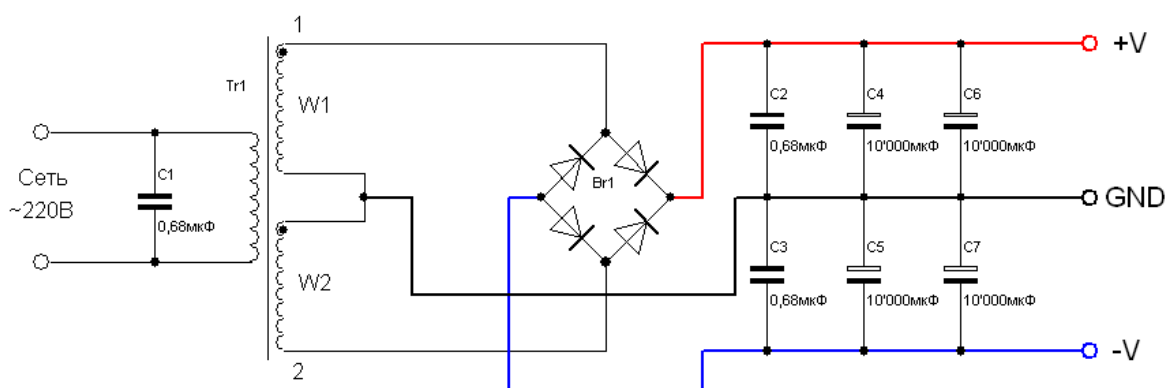 1
Tr1
W1
Сеть
~220В
C1
0,68мкФ
W2
2
Br1
C2
0,68мкФ
C4
10'000мкФ
C6
10'000мкФ
+V
GND
C3
0,68мкФ
C5
10'000мкФ
C7
10'000мкФ
-V